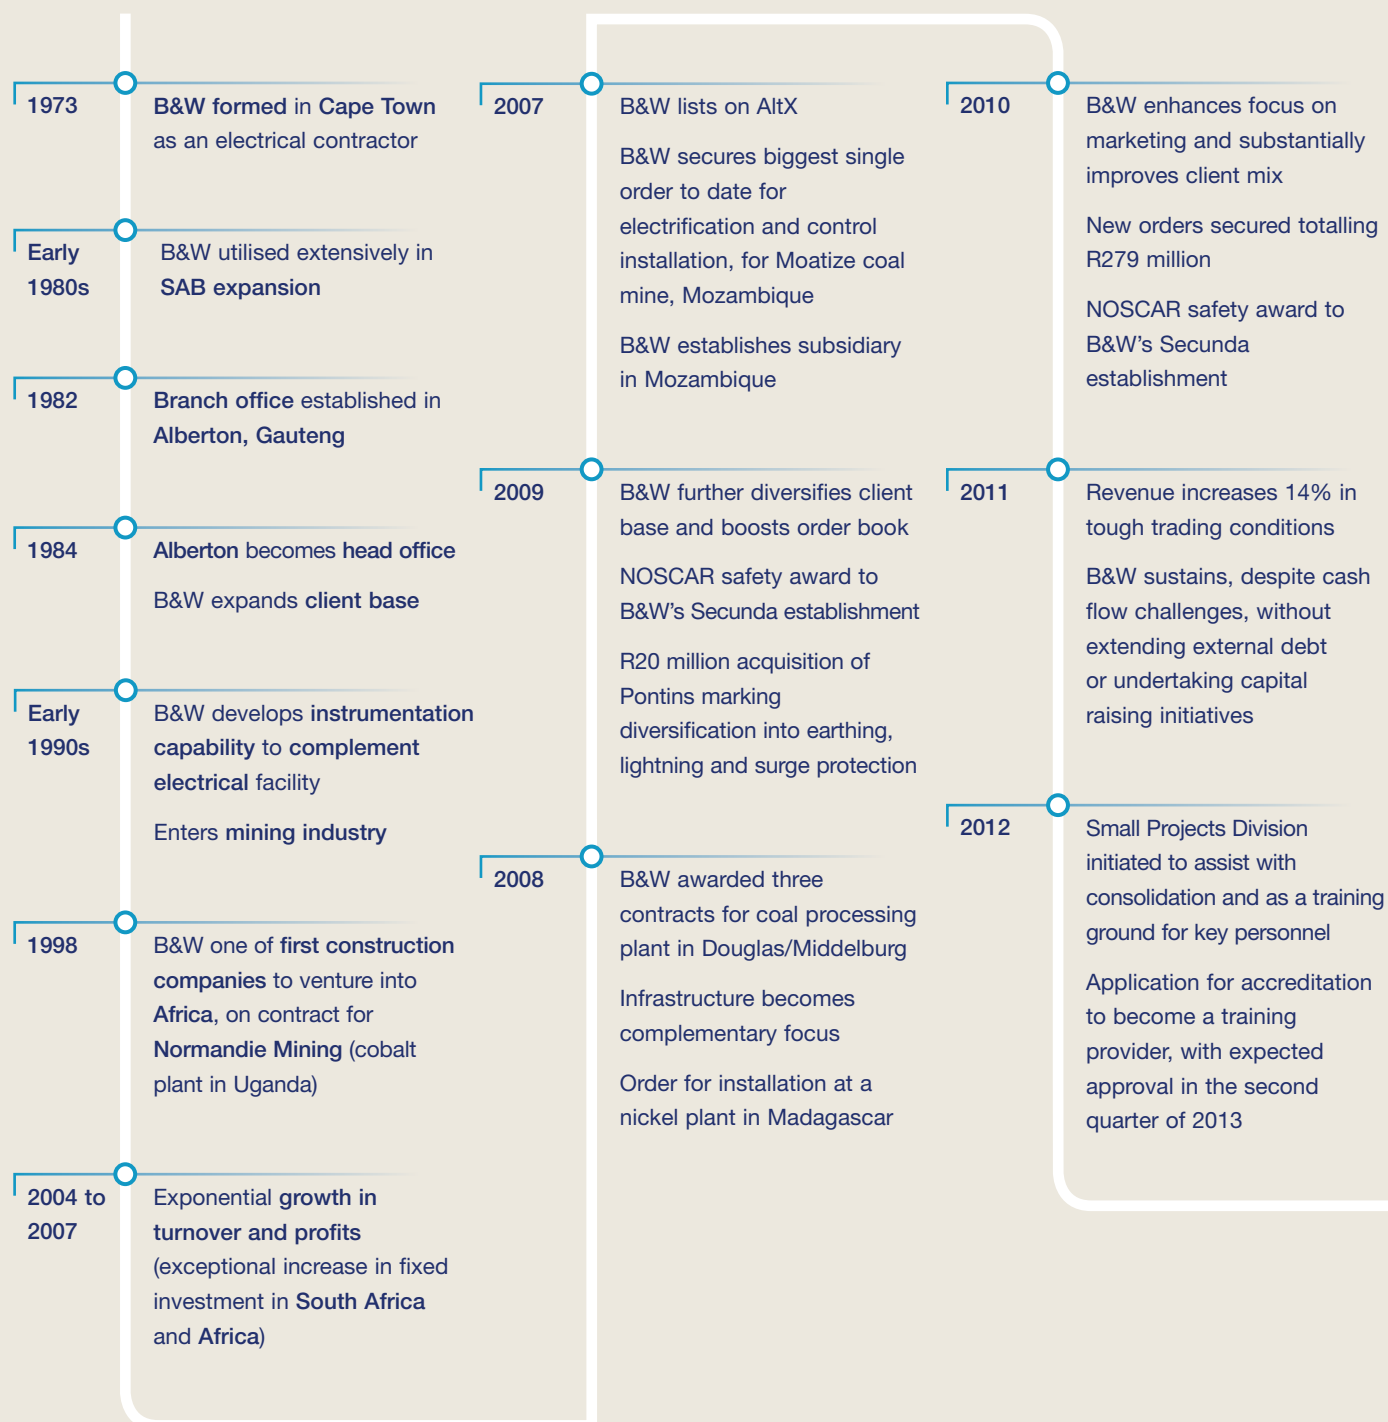 1973
B&W formed in Cape Town
as an electrical contractor
Early
1980s
B&W utilised extensively in
SAB expansion
1982
Branch office established in
Alberton, Gauteng
1984
Alberton becomes head office
B&W expands client base
Early
1990s
B&W develops instrumentation
capability to complement
electrical facility
Enters mining industry
1998
B&W one of first construction
companies to venture into
Africa, on contract for
Normandie Mining (cobalt
plant in Uganda)
2004 to
2007
Exponential growth in
turnover and profits
(exceptional increase in fixed
investment in South Africa
and Africa)
2007
B&W lists on AltX
B&W secures biggest single
order to date for
electrification and control
installation, for Moatize coal
mine, Mozambique
B&W establishes subsidiary
in Mozambique
2009
B&W further diversifies client
base and boosts order book
NOSCAR safety award to
B&W's Secunda establishment
R20 million acquisition of
Pontins marking
diversification into earthing,
lightning and surge protection
2008
B&W awarded three
contracts for coal processing
plant in Douglas/Middelburg
Infrastructure becomes
complementary focus
Order for installation at a
nickel plant in Madagascar
2010
B&W enhances focus on
marketing and substantially
improves client mix
New orders secured totalling
R279 million
NOSCAR safety award to
B&W's Secunda
establishment
2011
Revenue increases 14% in
tough trading conditions
B&W sustains, despite cash
flow challenges, without
extending external debt
or undertaking capital
raising initiatives
2012
Small Projects Division
initiated to assist with
consolidation and as a training
ground for key personnel
Application for accreditation
to become a training
provider, with expected
approval in the second
quarter of 2013